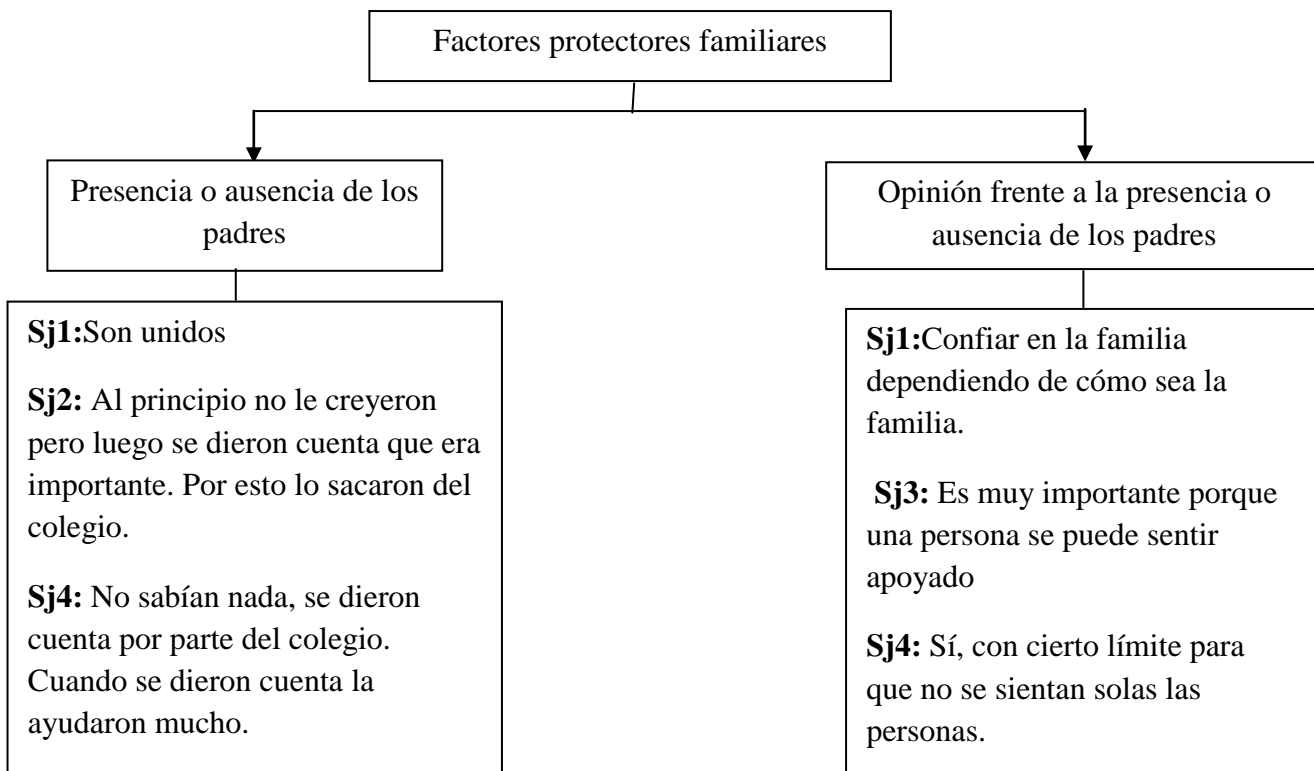 Factores protectores familiares
Presencia o ausencia de los
padres
Opinión frente a la presencia o
ausencia de los padres
Sj1:Son unidos
Sj2: Al principio no le creyeron
pero luego se dieron cuenta que era
importante. Por esto lo sacaron del
colegio.
Sj4: No sabían nada, se dieron
cuenta por parte del colegio.
Cuando se dieron cuenta la
ayudaron mucho.
Sj1:Confiar en la familia
dependiendo de cómo sea la
familia.
Sj3: Es muy importante porque
una persona se puede sentir
apoyado
Sj4: Sí, con cierto límite para
que no se sientan solas las
personas.